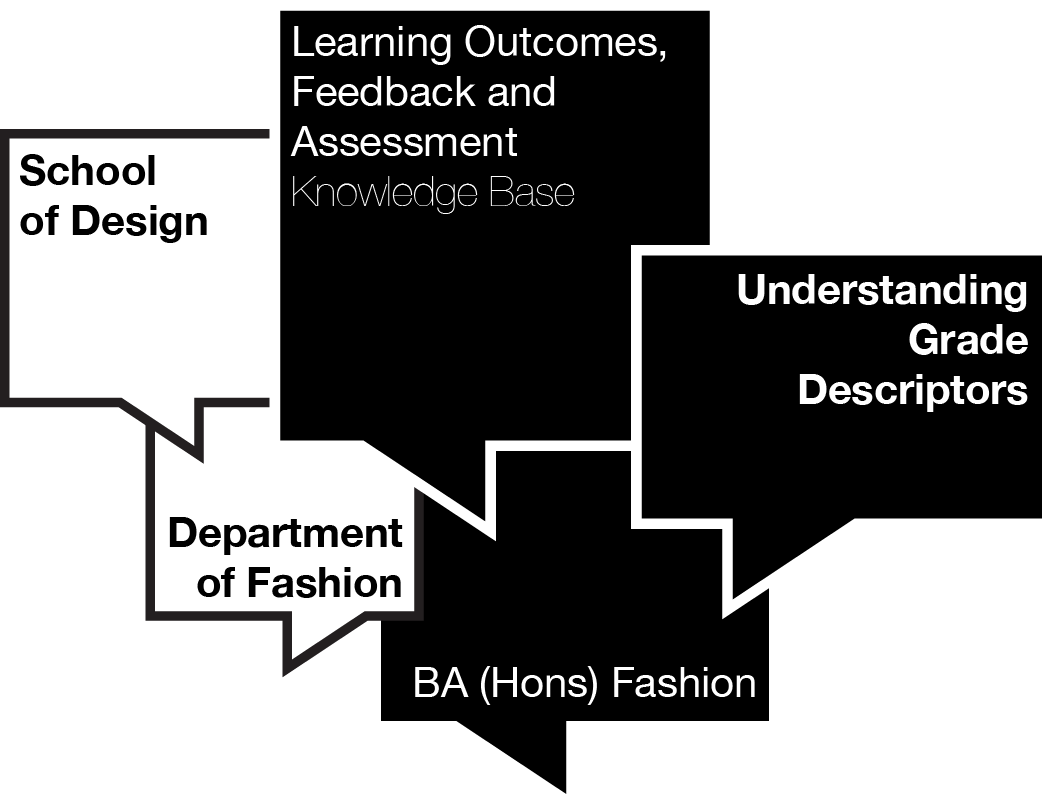 Learning Outcomes,
Feedback and
Assessment
Knowledge Base
School
of Design
Understanding
Grade
Descriptors
Department
of Fashion
BA (Hons) Fashion